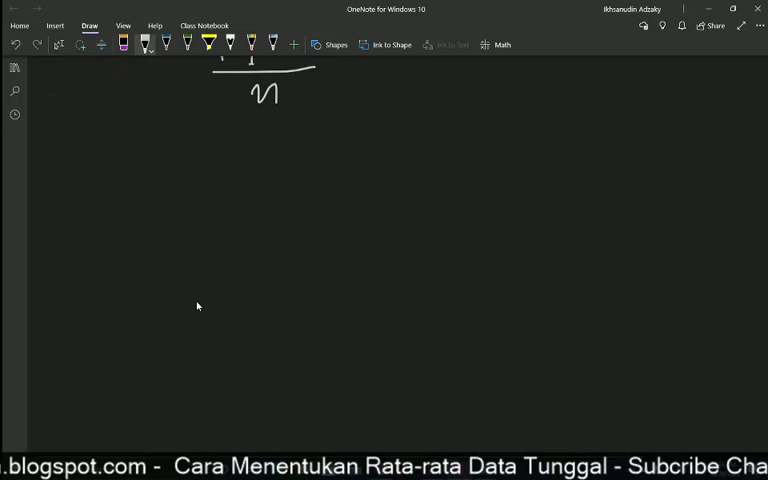 OneNote for Windows 10
Ikhsanudin Adzaky
Home Insert Draw View Help Class Notebook
Share
Shapes Ink to Shape Ink to Text Math
n
.blogspot.com - Cara Menentukan Rata-rata Data Tunggal - Subcribe Cha